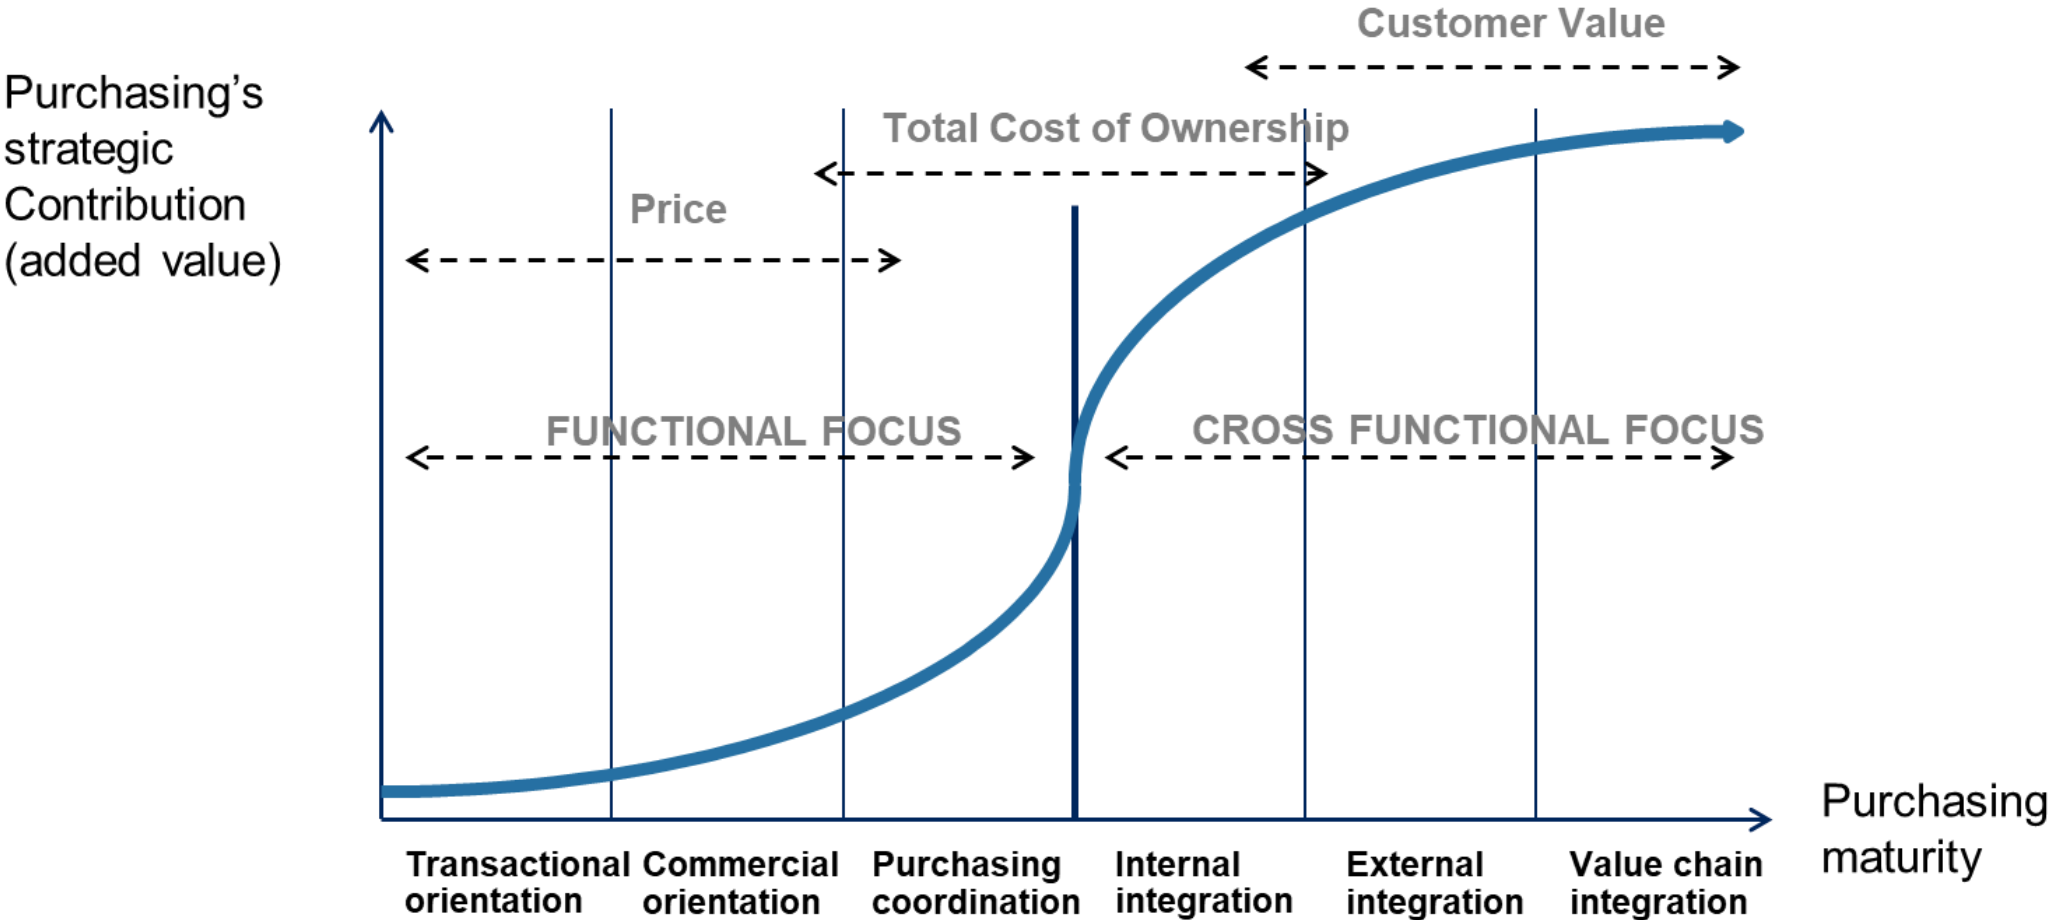 Customer Value
Purchasing’s
strategic
Contribution
(added value)
Total Cost of Ownership
Price
FUNCTIONAL FOCUS
CROSS FUNCTIONAL FOCUS
Purchasing
maturity
Transactional
orientation
Commercial
orientation
Purchasing
coordination
Internal
integration
External
integration
Value chain
integration